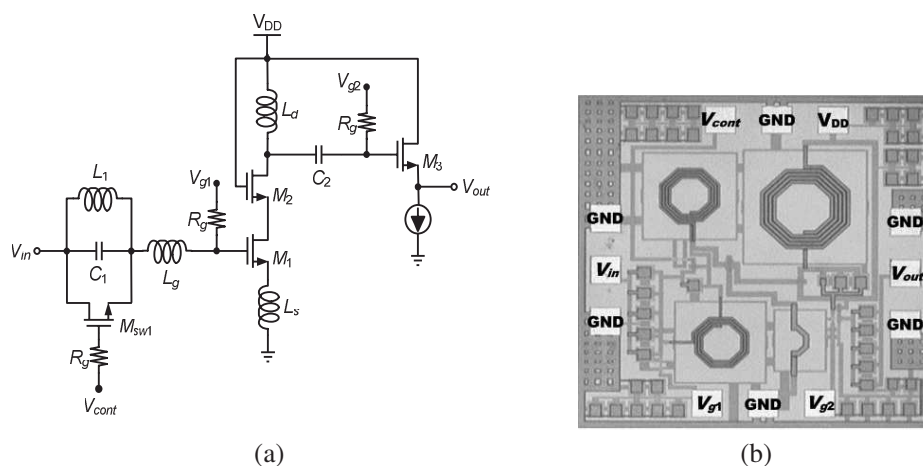 V_DD
V_g2
L_d
R_g
L_1
V_g1
C_2
M_3
M_2
V_out
R_g
V_in
C_1
L_g
M_1
L_s
M_sw1
R_g
V_cont
(a)
V_cont GND V_DD
GND GND
V_in V_out
GND GND
V_g1 GND V_g2
(b)